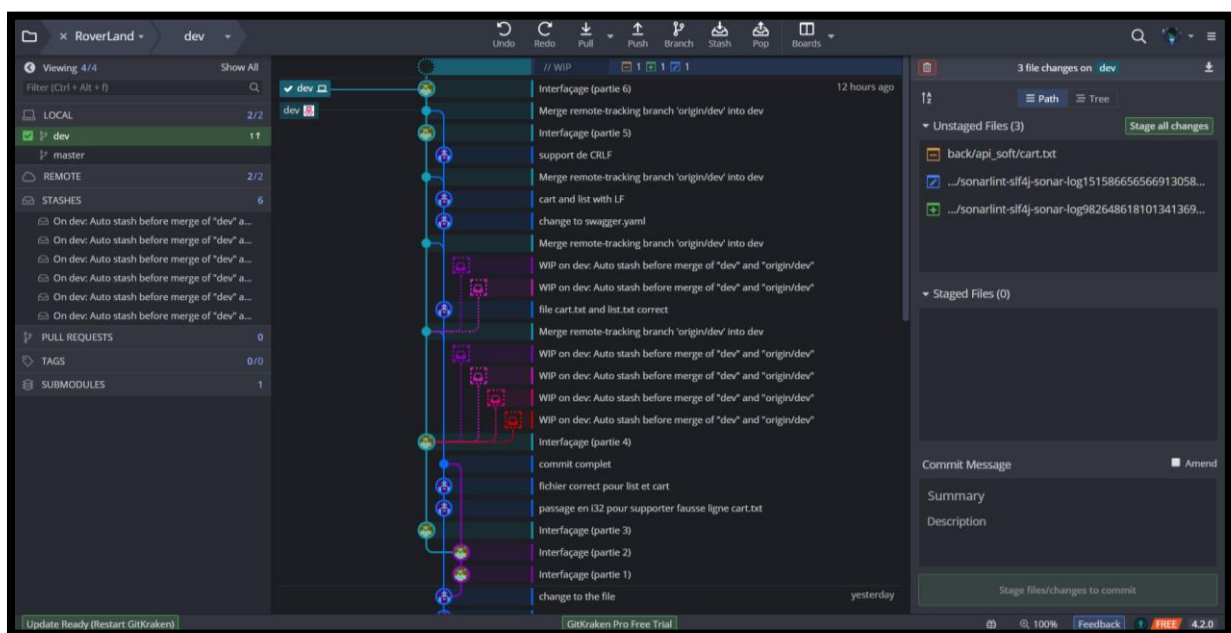 × RoverLand
dev
Undo
Redo
Pull
Push
Branch
Stash
Pop
Boards
Viewing 4/4
Show All
Filter (Ctrl + Alt + f)
LOCAL
2/2
dev
1
master
REMOTE
2/2
STASHES
6
On dev: Auto stash before merge of "dev" a...
On dev: Auto stash before merge of "dev" a...
On dev: Auto stash before merge of "dev" a...
On dev: Auto stash before merge of "dev" a...
On dev: Auto stash before merge of "dev" a...
On dev: Auto stash before merge of "dev" a...
PULL REQUESTS
0
TAGS
0/0
SUBMODULES
1
dev
dev
// WIP
1
1
1
Interfaçage (partie 6)
12 hours ago
Merge remote-tracking branch 'origin/dev' into dev
Interfaçage (partie 5)
support de CRLF
Merge remote-tracking branch 'origin/dev' into dev
cart and list with LF
change to swagger.yaml
Merge remote-tracking branch 'origin/dev' into dev
WIP on dev: Auto stash before merge of "dev" and "origin/dev"
WIP on dev: Auto stash before merge of "dev" and "origin/dev"
file cart.txt and list.txt correct
Merge remote-tracking branch 'origin/dev' into dev
WIP on dev: Auto stash before merge of "dev" and "origin/dev"
WIP on dev: Auto stash before merge of "dev" and "origin/dev"
WIP on dev: Auto stash before merge of "dev" and "origin/dev"
WIP on dev: Auto stash before merge of "dev" and "origin/dev"
Interfaçage (partie 4)
commit complet
fichier correct pour list et cart
passage en i32 pour supporter fausse ligne cart.txt
Interfaçage (partie 3)
Interfaçage (partie 2)
Interfaçage (partie 1)
change to the file
yesterday
3 file changes on dev
Path
Tree
Unstaged Files (3)
Stage all changes
back/api_soft/cart.txt
.../sonarlint-slf4j-sonar-log151586656566913058...
.../sonarlint-slf4j-sonar-log982648618101341369...
Staged Files (0)
Commit Message
Amend
Summary
Description
Stage files/changes to commit
Update Ready (Restart GitKraken)
GitKraken Pro Free Trial
100%
Feedback
FREE
4.2.0